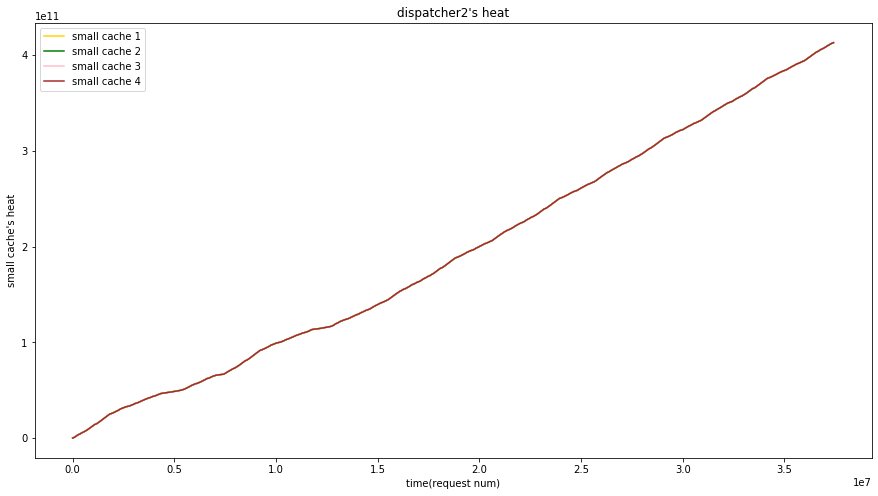 dispatcher2's heat
1e11
small cache 1
small cache 2
small cache 3
small cache 4
4
3
2
1
0
small cache's heat
0.0 0.5 1.0 1.5 2.0 2.5 3.0 3.5
1e7
time(request num)